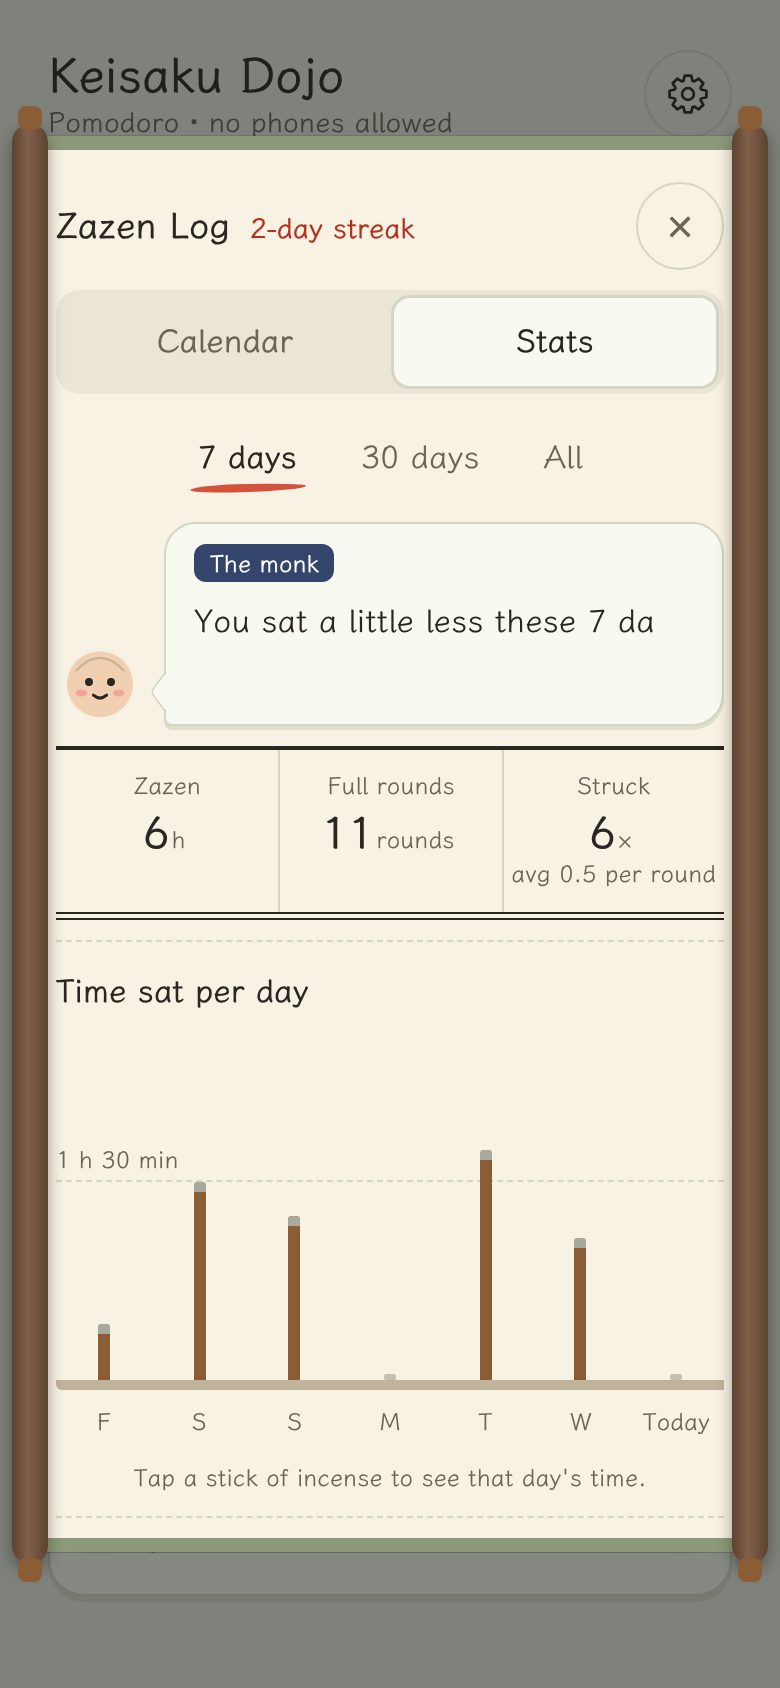 Keisaku Dojo
Pomodoro • no phones allowed
Zazen Log 2-day streak
×
Calendar Stats
7 days 30 days All
The monk
You sat a little less these 7 da
Zazen Full rounds Struck
6h 11 rounds 6×
avg 0.5 per round
Time sat per day
1 h 30 min
F S S M T W Today
Tap a stick of incense to see that day's time.